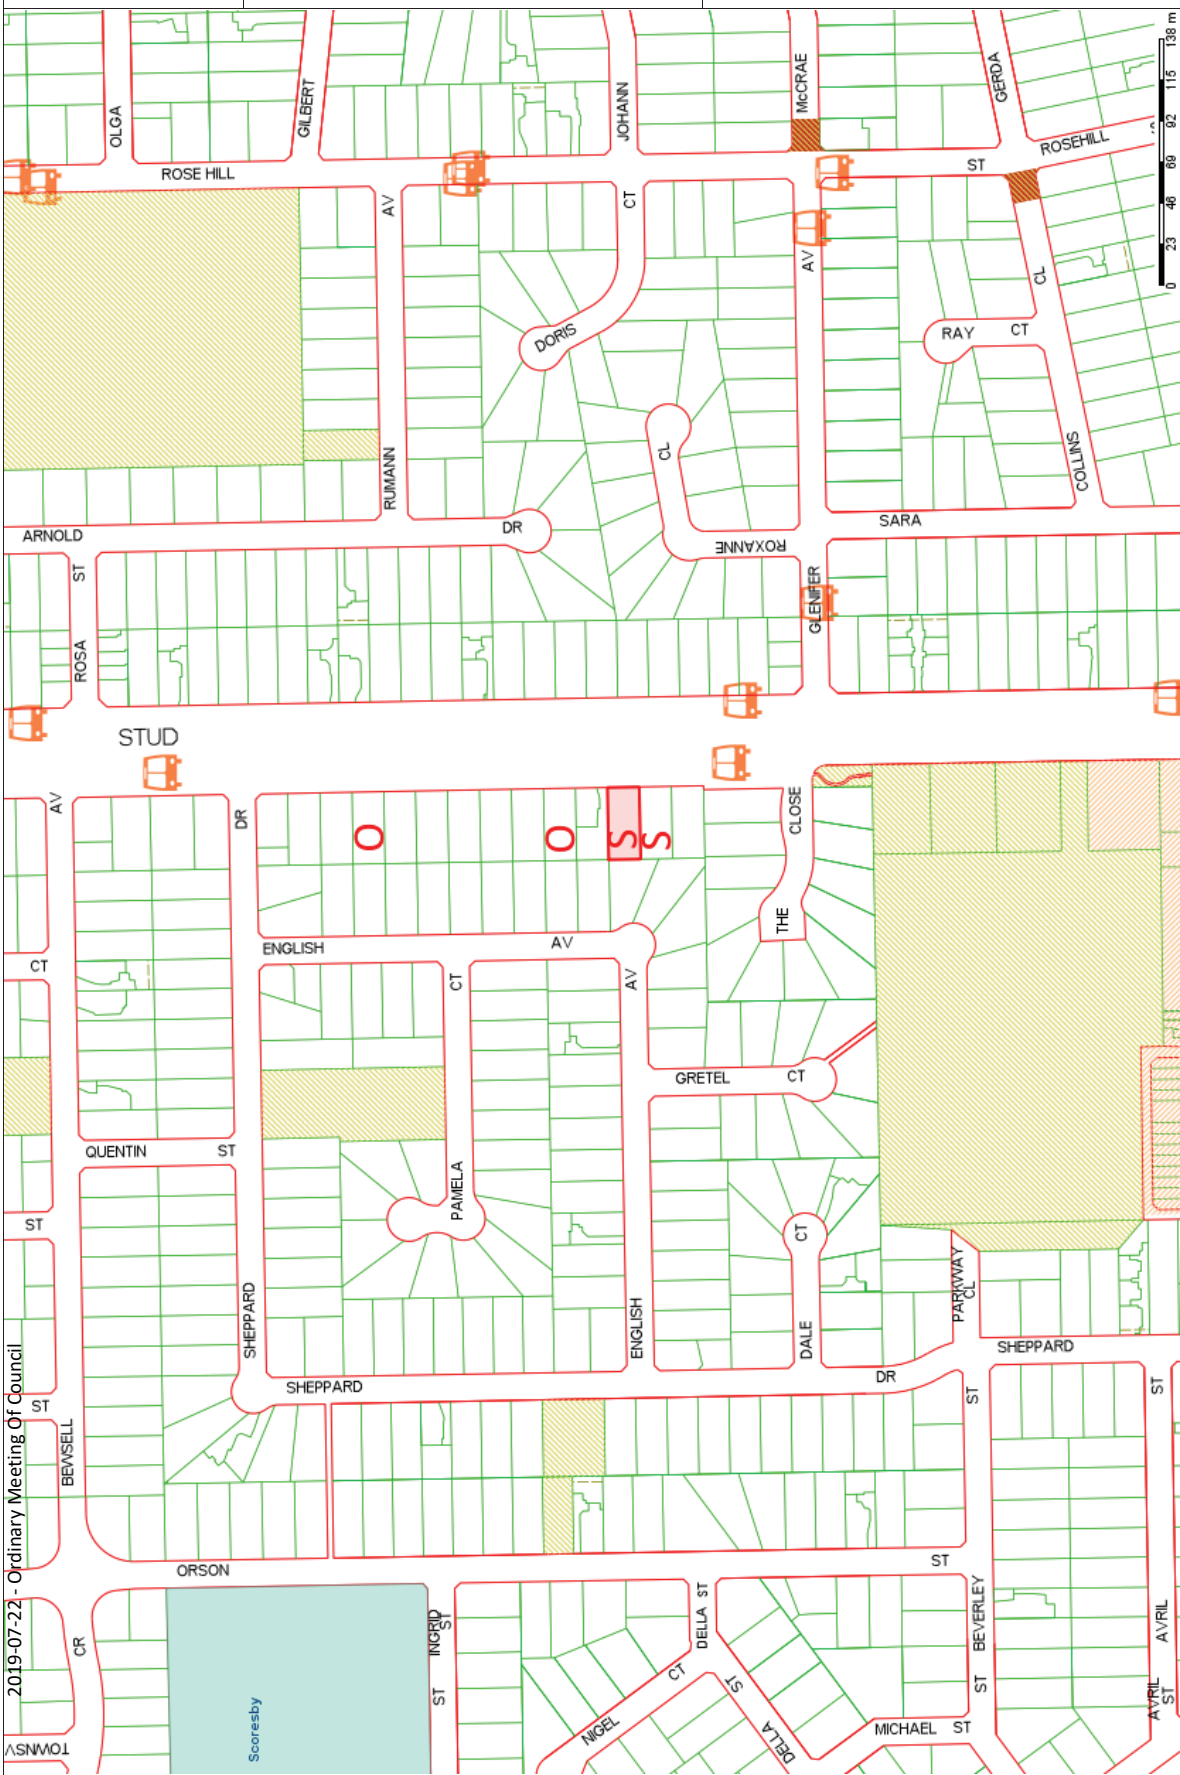 138 m
115
92
69
46
23
0
OLGA
GILBERT
JOHANN
McCRAE
GERDA
ROSEHILL
ROSE HILL
ST
AV
CT
AV
CL
DORIS
RAY CT
CL
RUMANN
COLLINS
ARNOLD
DR
ROXANNE
SARA
ST
ROSA
GLENIFER
STUD
AV
DR
CLOSE
O
O
S
S
THE
ENGLISH
AV
CT
CT
AV
GRETEL
CT
QUENTIN
ST
PAMELA
ST
CT
PARKWAY
CL
SHEPPARD
ENGLISH
DALE
SHEPPARD
SHEPPARD
DR
ST
ST
ST
BEWSELL
2019-07-22 - Ordinary Meeting Of Council
ORSON
ST
INGRID
ST
DELLA ST
BEVERLEY
AVRIL
CR
CT
ST
ST
ST
AVRIL
ST
Scoresby
NIGEL
DELLA
MICHAEL ST
TOWNSV